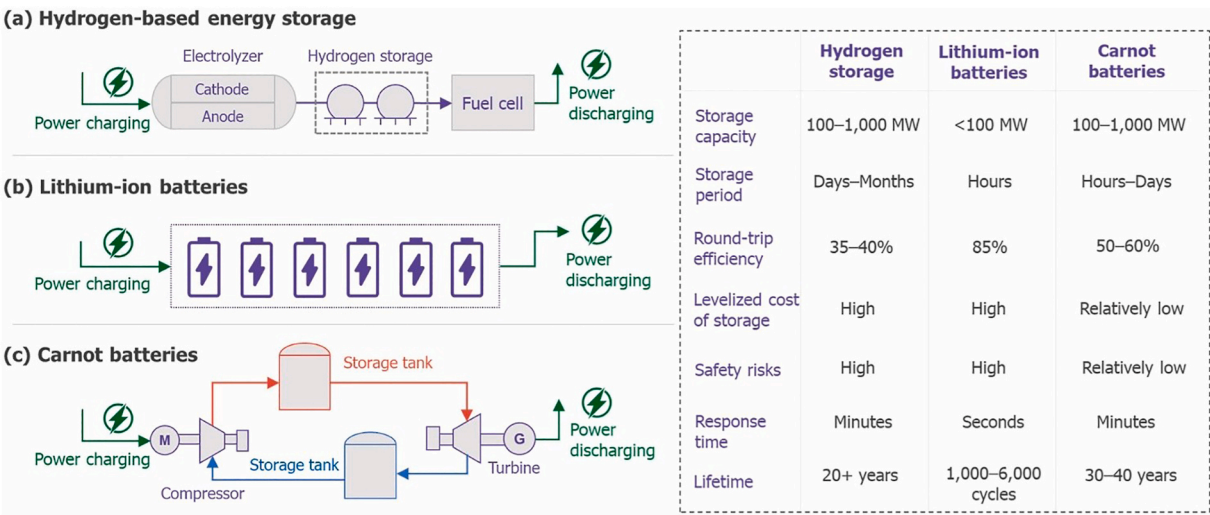 (a) Hydrogen-based energy storage
Electrolyzer
Hydrogen storage
Cathode
Anode
Fuel cell
Power charging
Power
discharging
(b) Lithium-ion batteries
Power charging
Power
discharging
(c) Carnot batteries
Storage tank
M
G
Power charging
Power
discharging
Storage tank
Turbine
Compressor
Hydrogen
storage
Lithium-ion
batteries
Carnot
batteries
Storage
capacity
100–1,000 MW
<100 MW
100–1,000 MW
Storage
period
Days–Months
Hours
Hours–Days
Round-trip
efficiency
35–40%
85%
50–60%
Levelized cost
of storage
High
High
Relatively low
Safety risks
High
High
Relatively low
Response
time
Minutes
Seconds
Minutes
Lifetime
20+ years
1,000–6,000
cycles
30–40 years